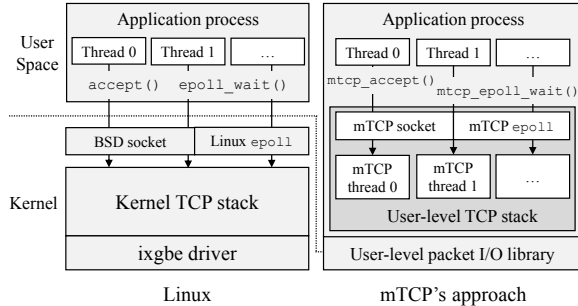 User
Space
Application process
Thread 0
Thread 1
...
accept()
epoll_wait()
Kernel
BSD socket
Linux epoll
Kernel TCP stack
ixgbe driver
Linux
Application process
Thread 0
Thread 1
...
mtcp_accept()
mtcp_epoll_wait()
mTCP socket
mTCP epoll
mTCP
thread 0
mTCP
thread 1
...
User-level TCP stack
User-level packet I/O library
mTCP's approach